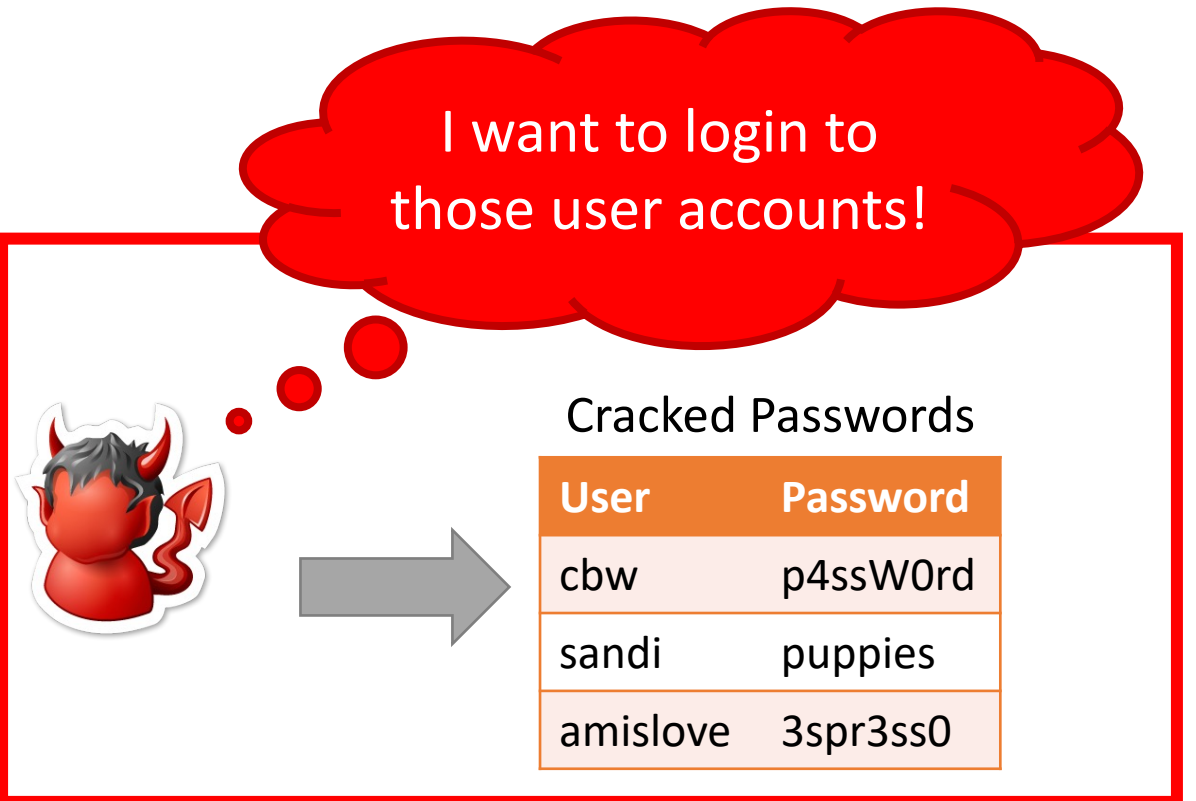 I want to login to
those user accounts!
Cracked Passwords
User Password
cbw p4ssW0rd
sandi puppies
amislove 3spr3ss0